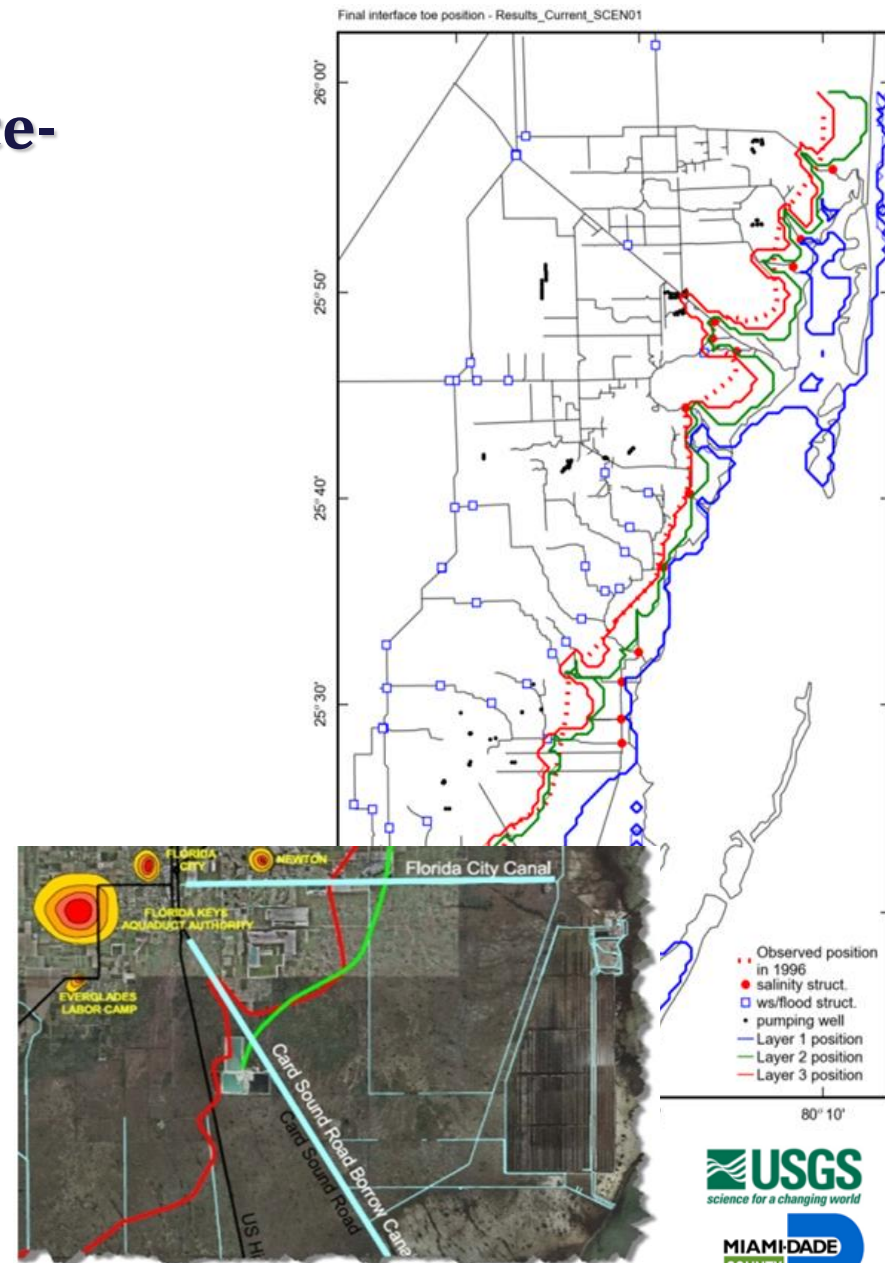 te-
Final interface toe position - Results_Current_SCEN01
26° 00'
25° 50'
25° 40'
25° 30'
Observed position
in 1996
salinity struct.
ws/flood struct.
pumping well
Layer 1 position
Layer 2 position
Layer 3 position
80° 10'
FLORIDA
CITY
NEWTON
Florida City Canal
FLORIDA KEYS
AQUADUCT AUTHORITY
EVERGLADES
LABOR CAMP
Card Sound Road Borrow Cana
Card Sound Road
US Hi
USGS
science for a changing world
MIAMI-DADE
COUNTY